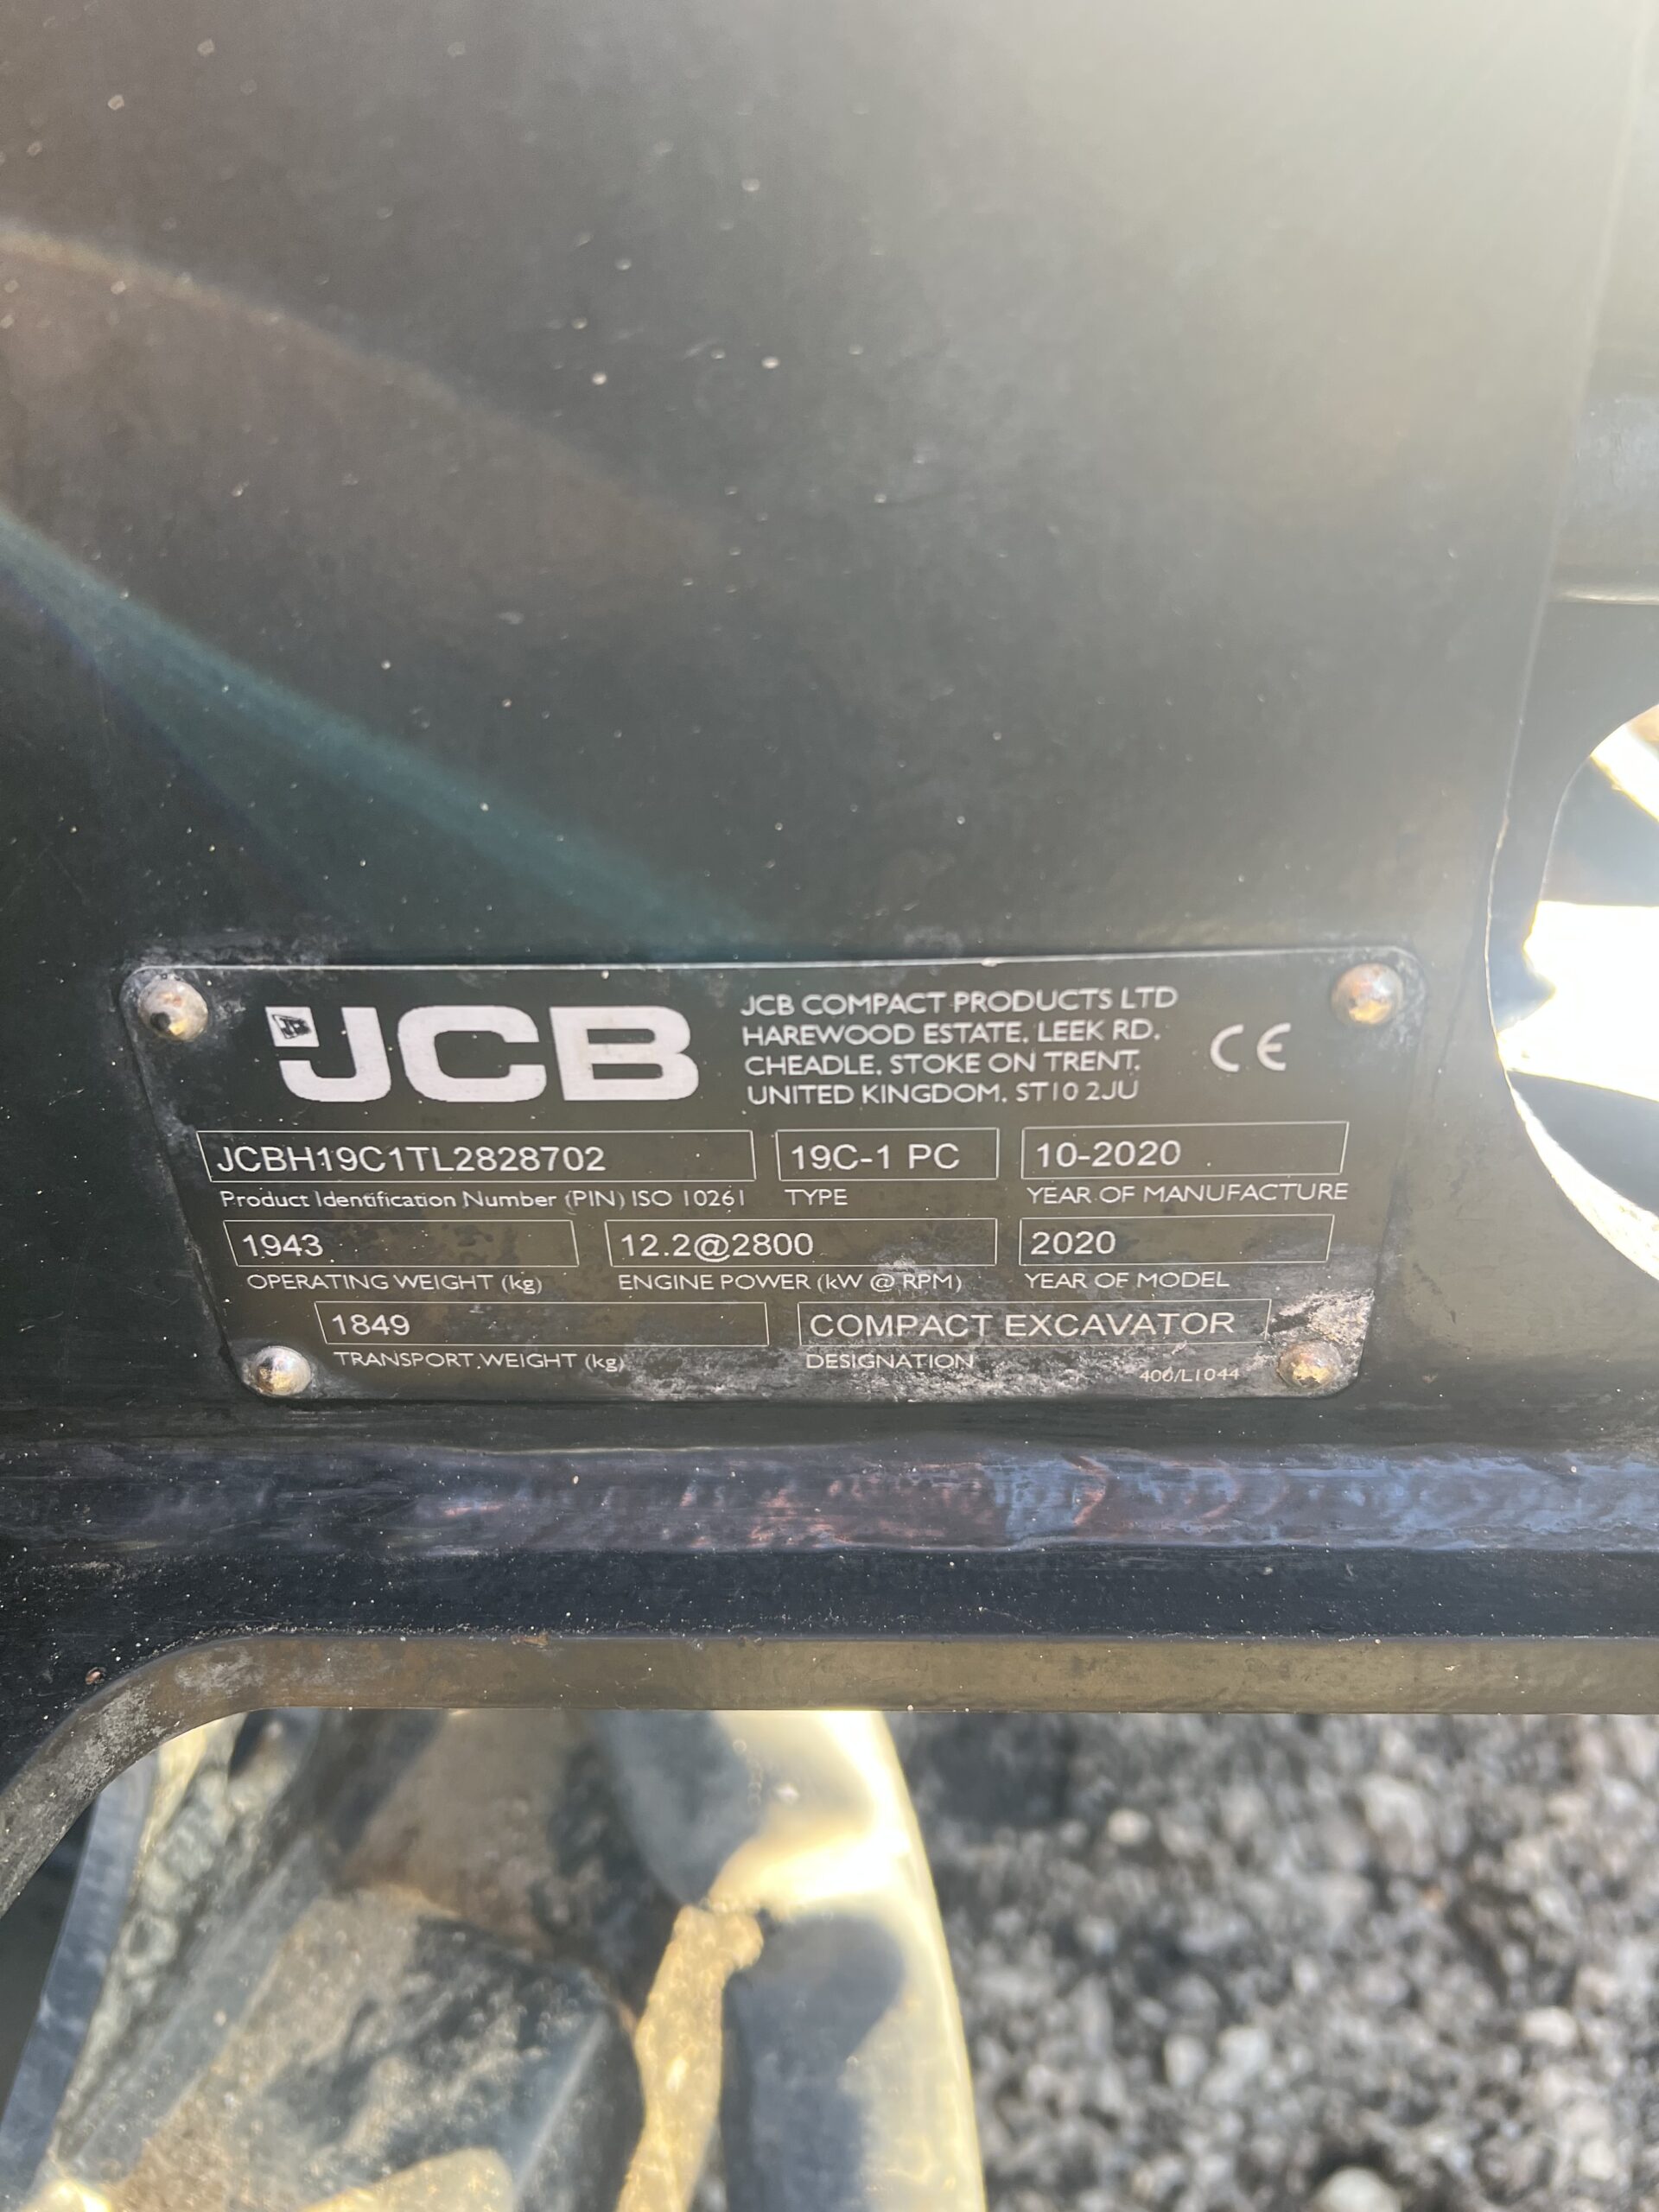 JCB
JCB COMPACT PRODUCTS LTD
HAREWOOD ESTATE. LEEK RD.
CHEADLE. STOKE ON TRENT.
UNITED KINGDOM. ST10 2JU
CE
JCBH19C1TL2828702
19C-1 PC
10-2020
Product Identification Number (PIN) ISO 10261
TYPE
YEAR OF MANUFACTURE
1943
12.2@2800
2020
OPERATING WEIGHT (kg)
ENGINE POWER (kW @ RPM)
YEAR OF MODEL
1849
COMPACT EXCAVATOR
TRANSPORT WEIGHT (kg)
DESIGNATION
400/L1044